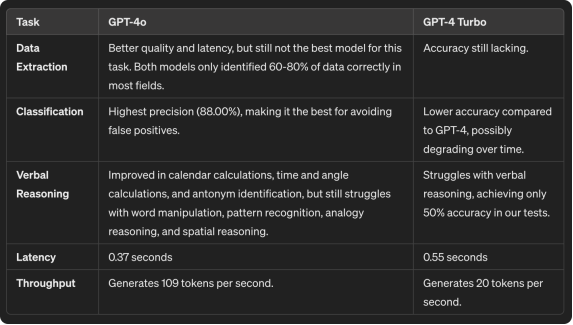 Task GPT-4o GPT-4 Turbo
Data Better quality and latency, but still not the best model for this Accuracy still lacking.
Extraction task. Both models only identified 60-80% of data correctly in
most fields.
Classification Highest precision (88.00%), making it the best for avoiding Lower accuracy compared
false positives. to GPT-4, possibly
degrading over time.
Verbal Improved in calendar calculations, time and angle Struggles with verbal
Reasoning calculations, and antonym identification, but still struggles reasoning, achieving only
with word manipulation, pattern recognition, analogy 50% accuracy in our tests.
reasoning, and spatial reasoning.
Latency 0.37 seconds 0.55 seconds
Throughput Generates 109 tokens per second. Generates 20 tokens per
second.